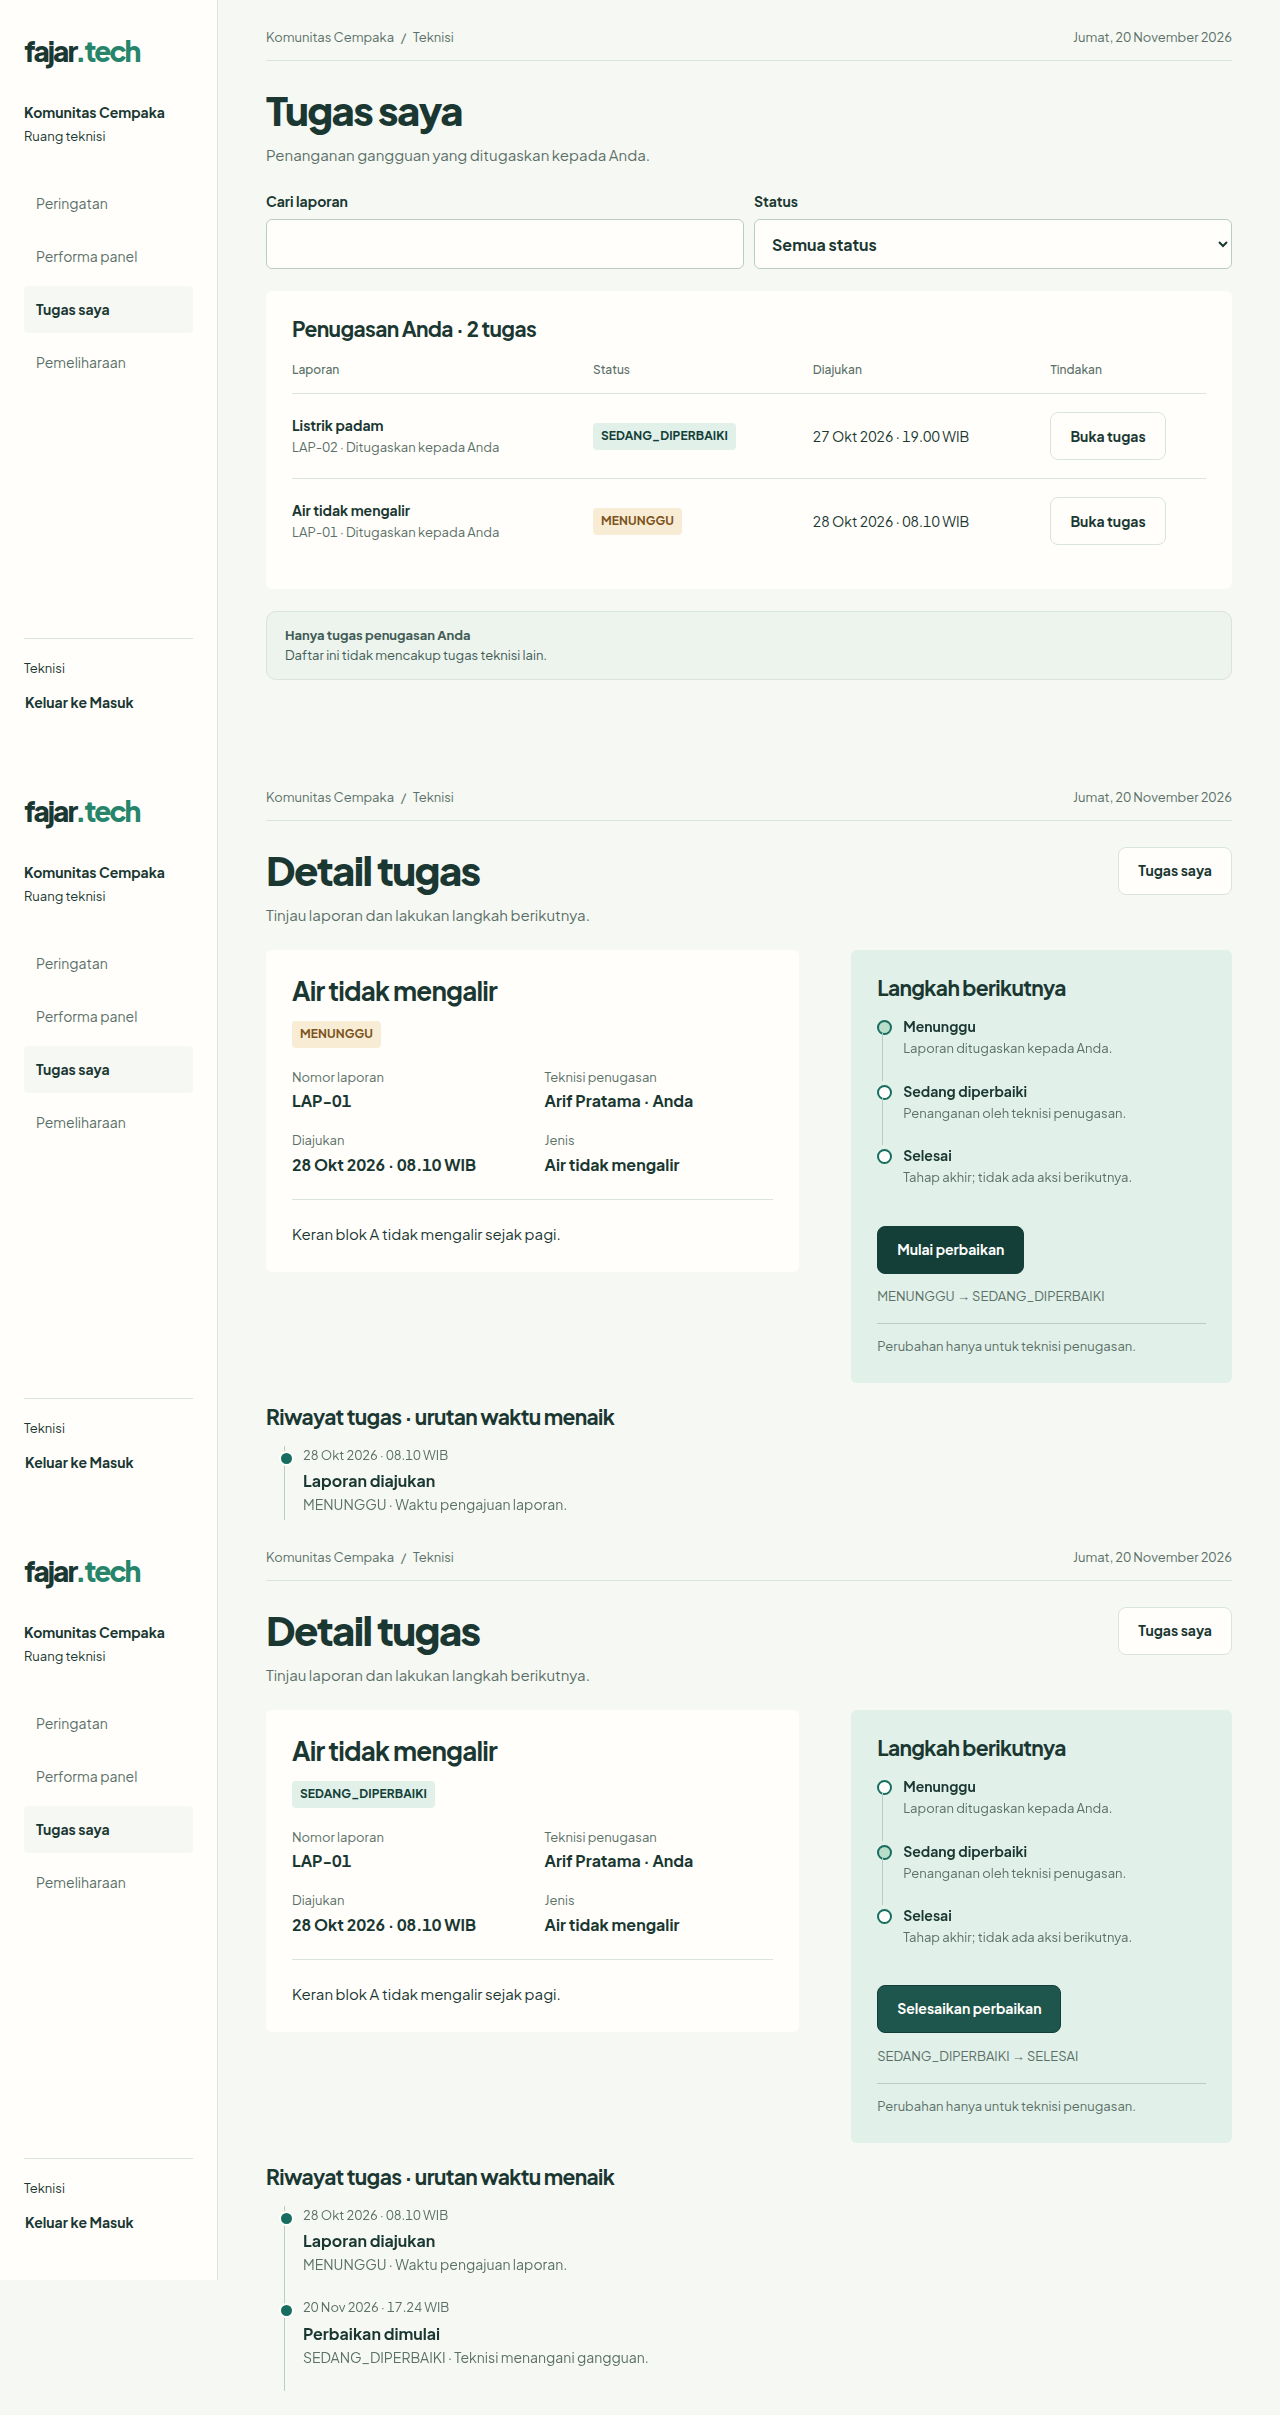 fajar.tech
Komunitas Cempaka
Ruang teknisi
Peringatan
Performa panel
Tugas saya
Pemeliharaan
Teknisi
Keluar ke Masuk
Komunitas Cempaka / Teknisi
Jumat, 20 November 2026
Tugas saya
Penanganan gangguan yang ditugaskan kepada Anda.
Cari laporan
Status
Semua status
Penugasan Anda · 2 tugas
Laporan Status Diajukan Tindakan
Listrik padam
LAP-02 · Ditugaskan kepada Anda
SEDANG_DIPERBAIKI
27 Okt 2026 · 19.00 WIB
Buka tugas
Air tidak mengalir
LAP-01 · Ditugaskan kepada Anda
MENUNGGU
28 Okt 2026 · 08.10 WIB
Buka tugas
Hanya tugas penugasan Anda
Daftar ini tidak mencakup tugas teknisi lain.
fajar.tech
Komunitas Cempaka
Ruang teknisi
Peringatan
Performa panel
Tugas saya
Pemeliharaan
Teknisi
Keluar ke Masuk
Komunitas Cempaka / Teknisi
Jumat, 20 November 2026
Detail tugas
Tugas saya
Tinjau laporan dan lakukan langkah berikutnya.
Air tidak mengalir
MENUNGGU
Nomor laporan
LAP-01
Teknisi penugasan
Arif Pratama · Anda
Diajukan
28 Okt 2026 · 08.10 WIB
Jenis
Air tidak mengalir
Keran blok A tidak mengalir sejak pagi.
Langkah berikutnya
Menunggu
Laporan ditugaskan kepada Anda.
Sedang diperbaiki
Penanganan oleh teknisi penugasan.
Selesai
Tahap akhir; tidak ada aksi berikutnya.
Mulai perbaikan
MENUNGGU → SEDANG_DIPERBAIKI
Perubahan hanya untuk teknisi penugasan.
Riwayat tugas · urutan waktu menaik
28 Okt 2026 · 08.10 WIB
Laporan diajukan
MENUNGGU · Waktu pengajuan laporan.
fajar.tech
Komunitas Cempaka
Ruang teknisi
Peringatan
Performa panel
Tugas saya
Pemeliharaan
Teknisi
Keluar ke Masuk
Komunitas Cempaka / Teknisi
Jumat, 20 November 2026
Detail tugas
Tugas saya
Tinjau laporan dan lakukan langkah berikutnya.
Air tidak mengalir
SEDANG_DIPERBAIKI
Nomor laporan
LAP-01
Teknisi penugasan
Arif Pratama · Anda
Diajukan
28 Okt 2026 · 08.10 WIB
Jenis
Air tidak mengalir
Keran blok A tidak mengalir sejak pagi.
Langkah berikutnya
Menunggu
Laporan ditugaskan kepada Anda.
Sedang diperbaiki
Penanganan oleh teknisi penugasan.
Selesai
Tahap akhir; tidak ada aksi berikutnya.
Selesaikan perbaikan
SEDANG_DIPERBAIKI → SELESAI
Perubahan hanya untuk teknisi penugasan.
Riwayat tugas · urutan waktu menaik
28 Okt 2026 · 08.10 WIB
Laporan diajukan
MENUNGGU · Waktu pengajuan laporan.
20 Nov 2026 · 17.24 WIB
Perbaikan dimulai
SEDANG_DIPERBAIKI · Teknisi menangani gangguan.